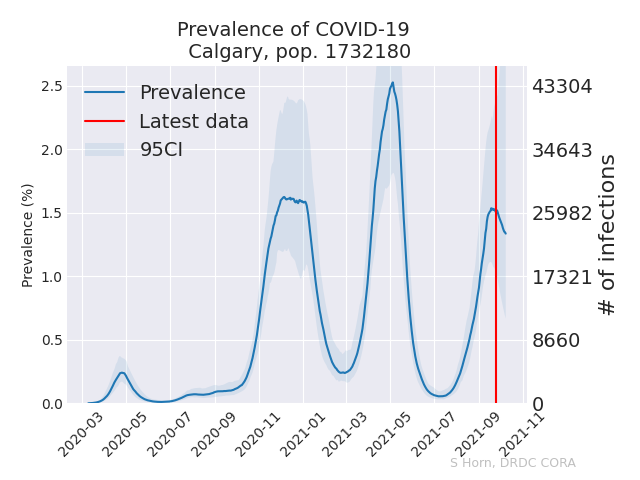 Prevalence of COVID-19
Calgary, pop. 1732180
Prevalence
Latest data
95CI
Prevalence (%)
2.5
2.0
1.5
1.0
0.5
0.0
43304
34643
25982
17321
8660
0
# of infections
2020-03
2020-05
2020-07
2020-09
2020-11
2021-01
2021-03
2021-05
2021-07
2021-09
2021-11
S Horn, DRDC CORA